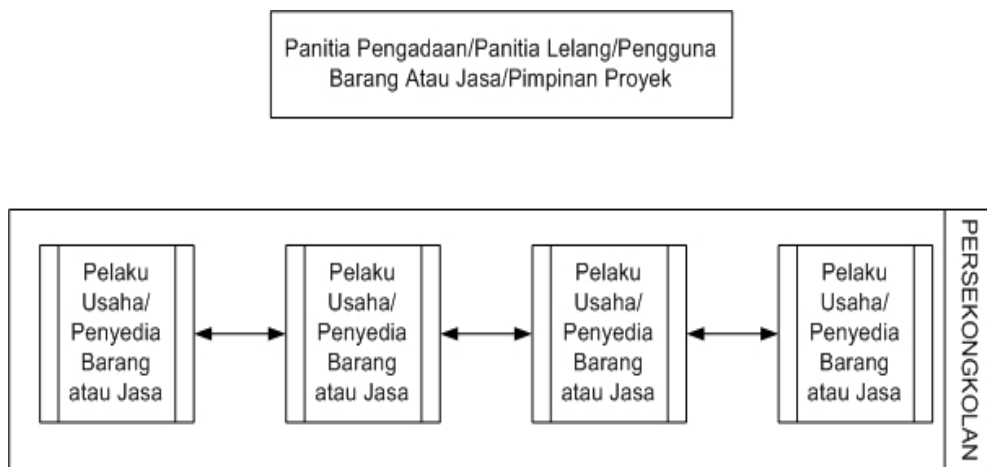 Panitia Pengadaan/Panitia Lelang/Pengguna
Barang Atau Jasa/Pimpinan Proyek
Pelaku
Usaha/
Penyedia
Barang
atau Jasa
Pelaku
Usaha/
Penyedia
Barang
atau Jasa
Pelaku
Usaha/
Penyedia
Barang
atau Jasa
Pelaku
Usaha/
Penyedia
Barang
atau Jasa
PERSEKONGKOLAN